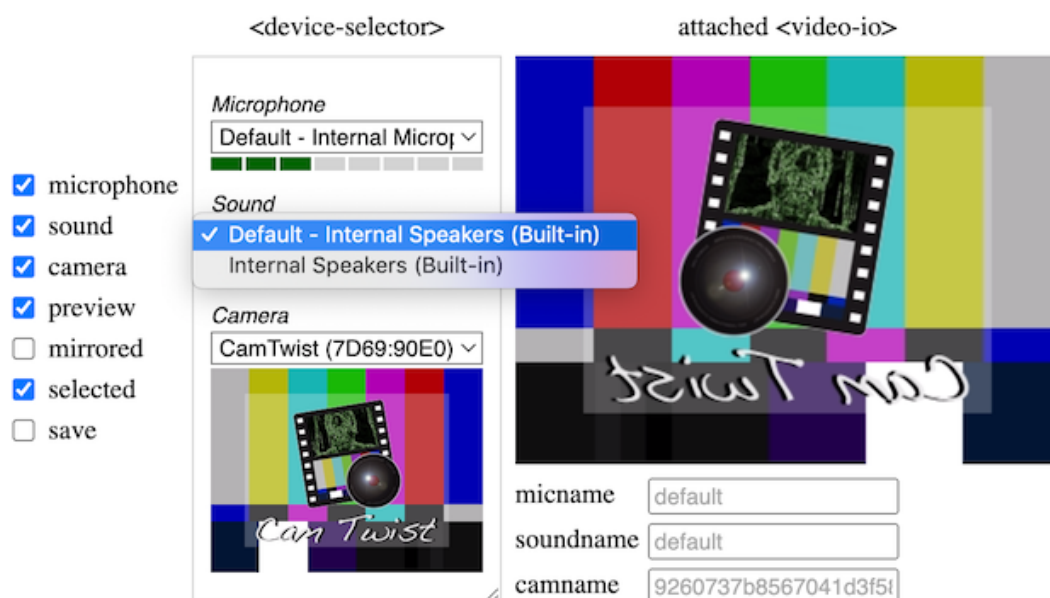 <device-selector>
attached <video-io>
microphone
sound
camera
preview
mirrored
selected
save
Microphone
Default - Internal Microp
Sound
✓ Default - Internal Speakers (Built-in)
Internal Speakers (Built-in)
Camera
CamTwist (7D69:90E0)
Cam Twist
Cam Twist
micname
default
soundname
default
camname
9260737b8567041d3f58